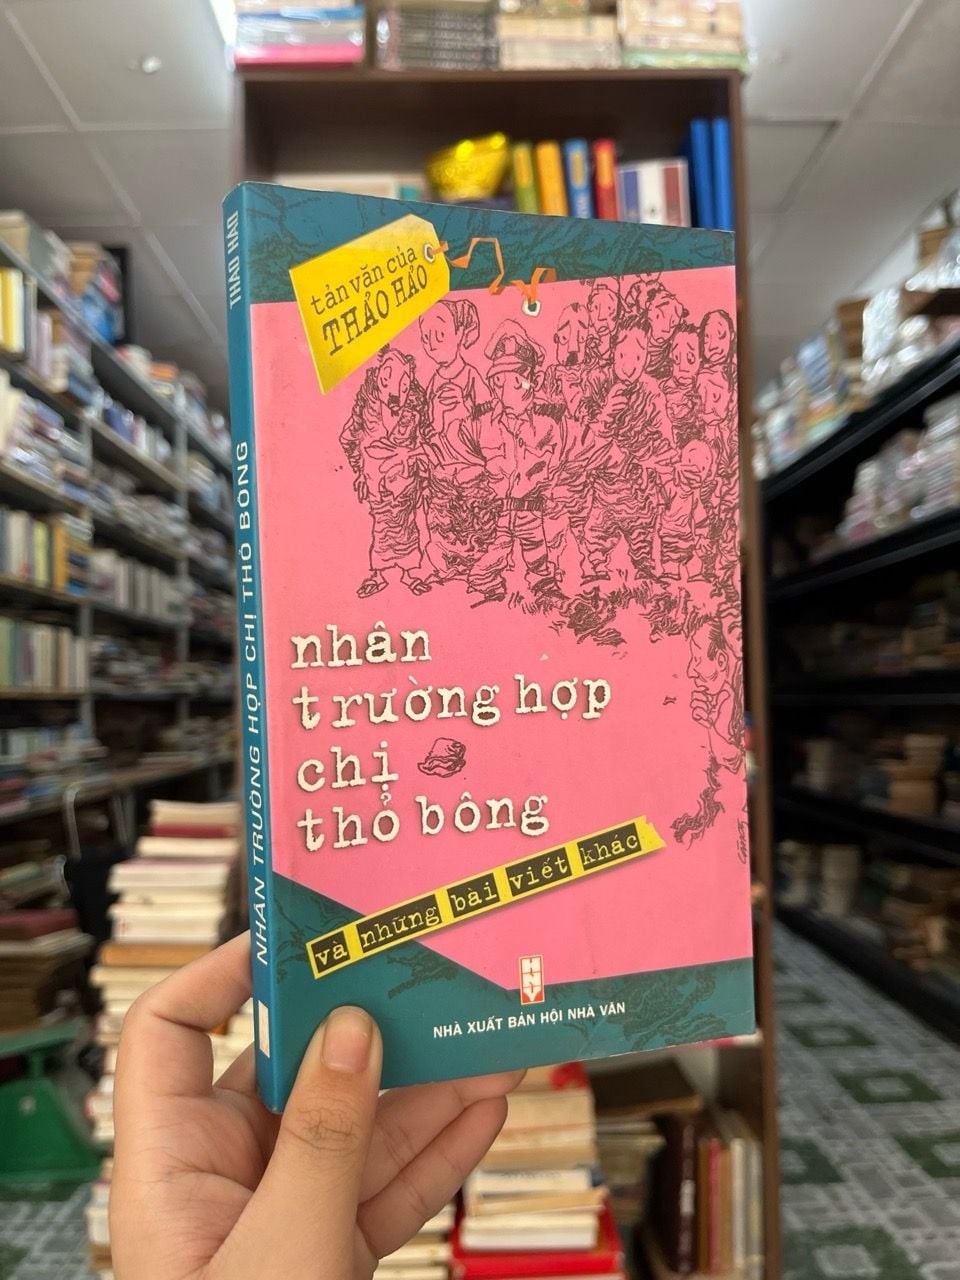 tản văn của
THẢO HẢO
nhân
trường hợp
chị
thỏ bông
và những bài viết khác
NHÀ XUẤT BẢN HỘI NHÀ VĂN
THẢO HẢO
NHÂN TRƯỜNG HỢP CHỊ THỎ BÔNG